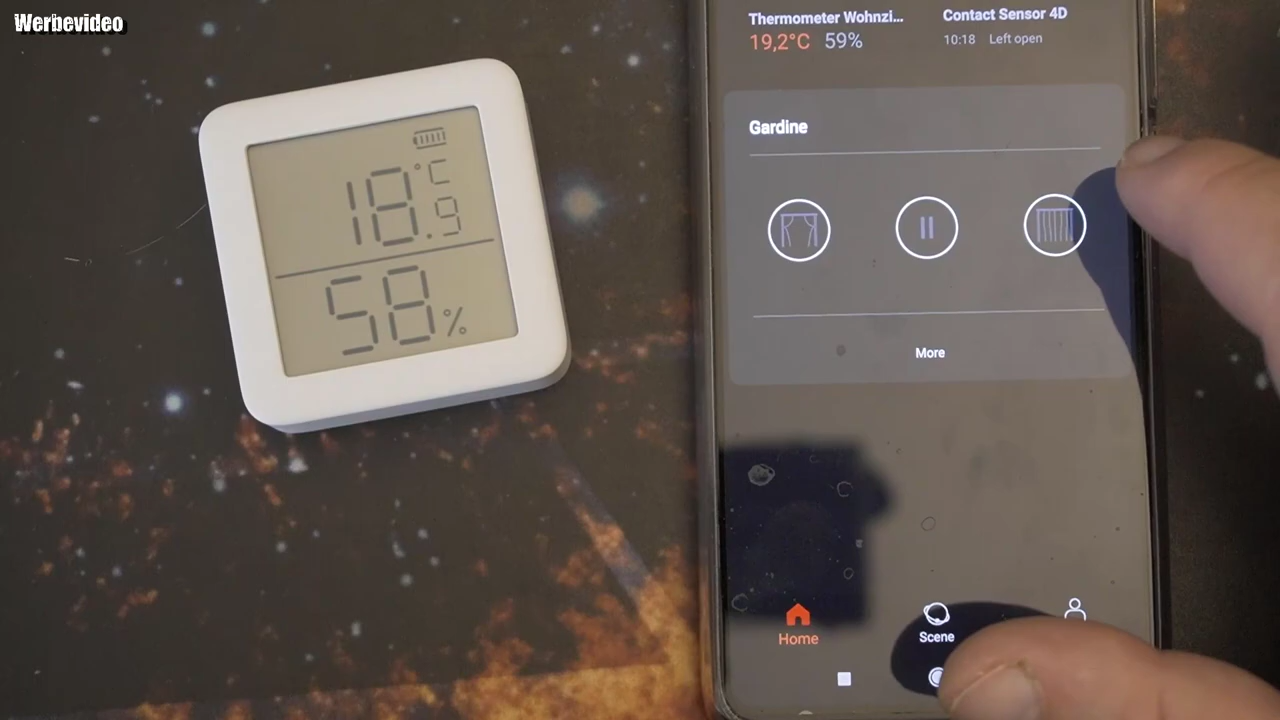 Werbevideo
18.9 °C
58%
Thermometer Wohnzi...
19,2°C 59%
Contact Sensor 4D
10:18 Left open
Gardine
More
Home
Scene